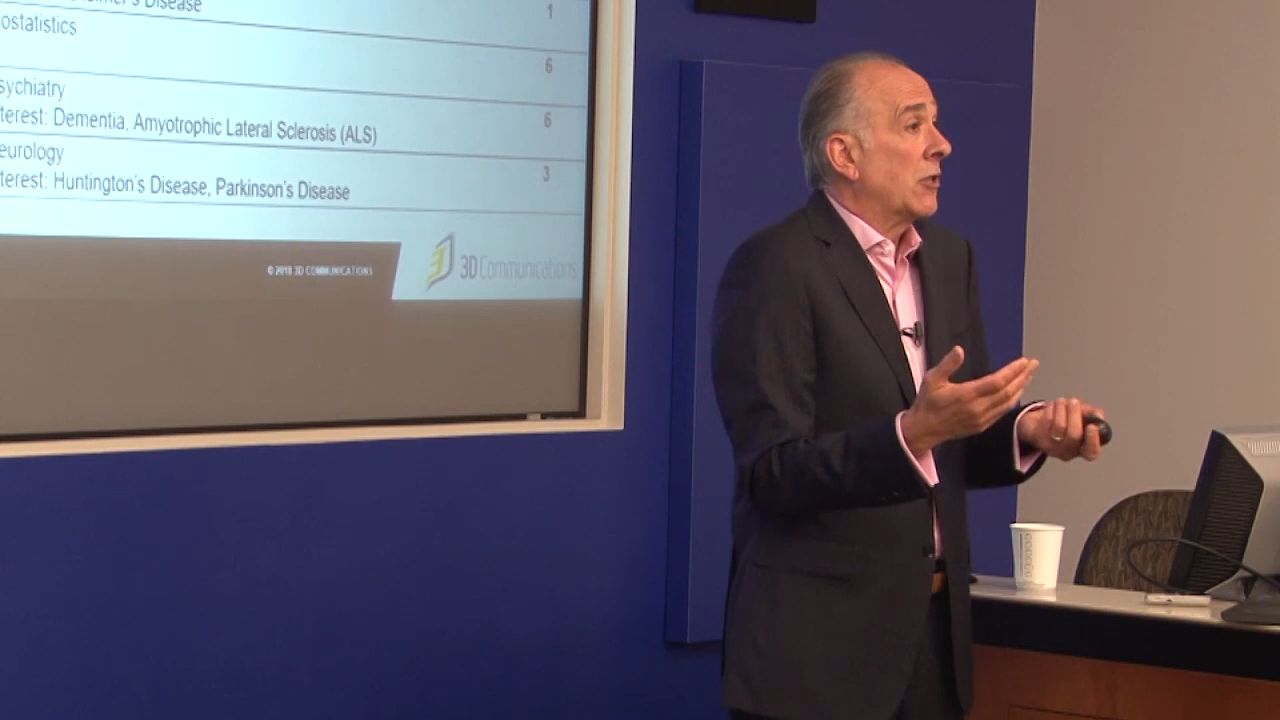 Disease
1
ostatistics
6
sychiatry
terest: Dementia, Amyotrophic Lateral Sclerosis (ALS)
6
eurology
terest: Huntington's Disease, Parkinson's Disease
3
© 2018 3D COMMUNICATIONS
3D Communications